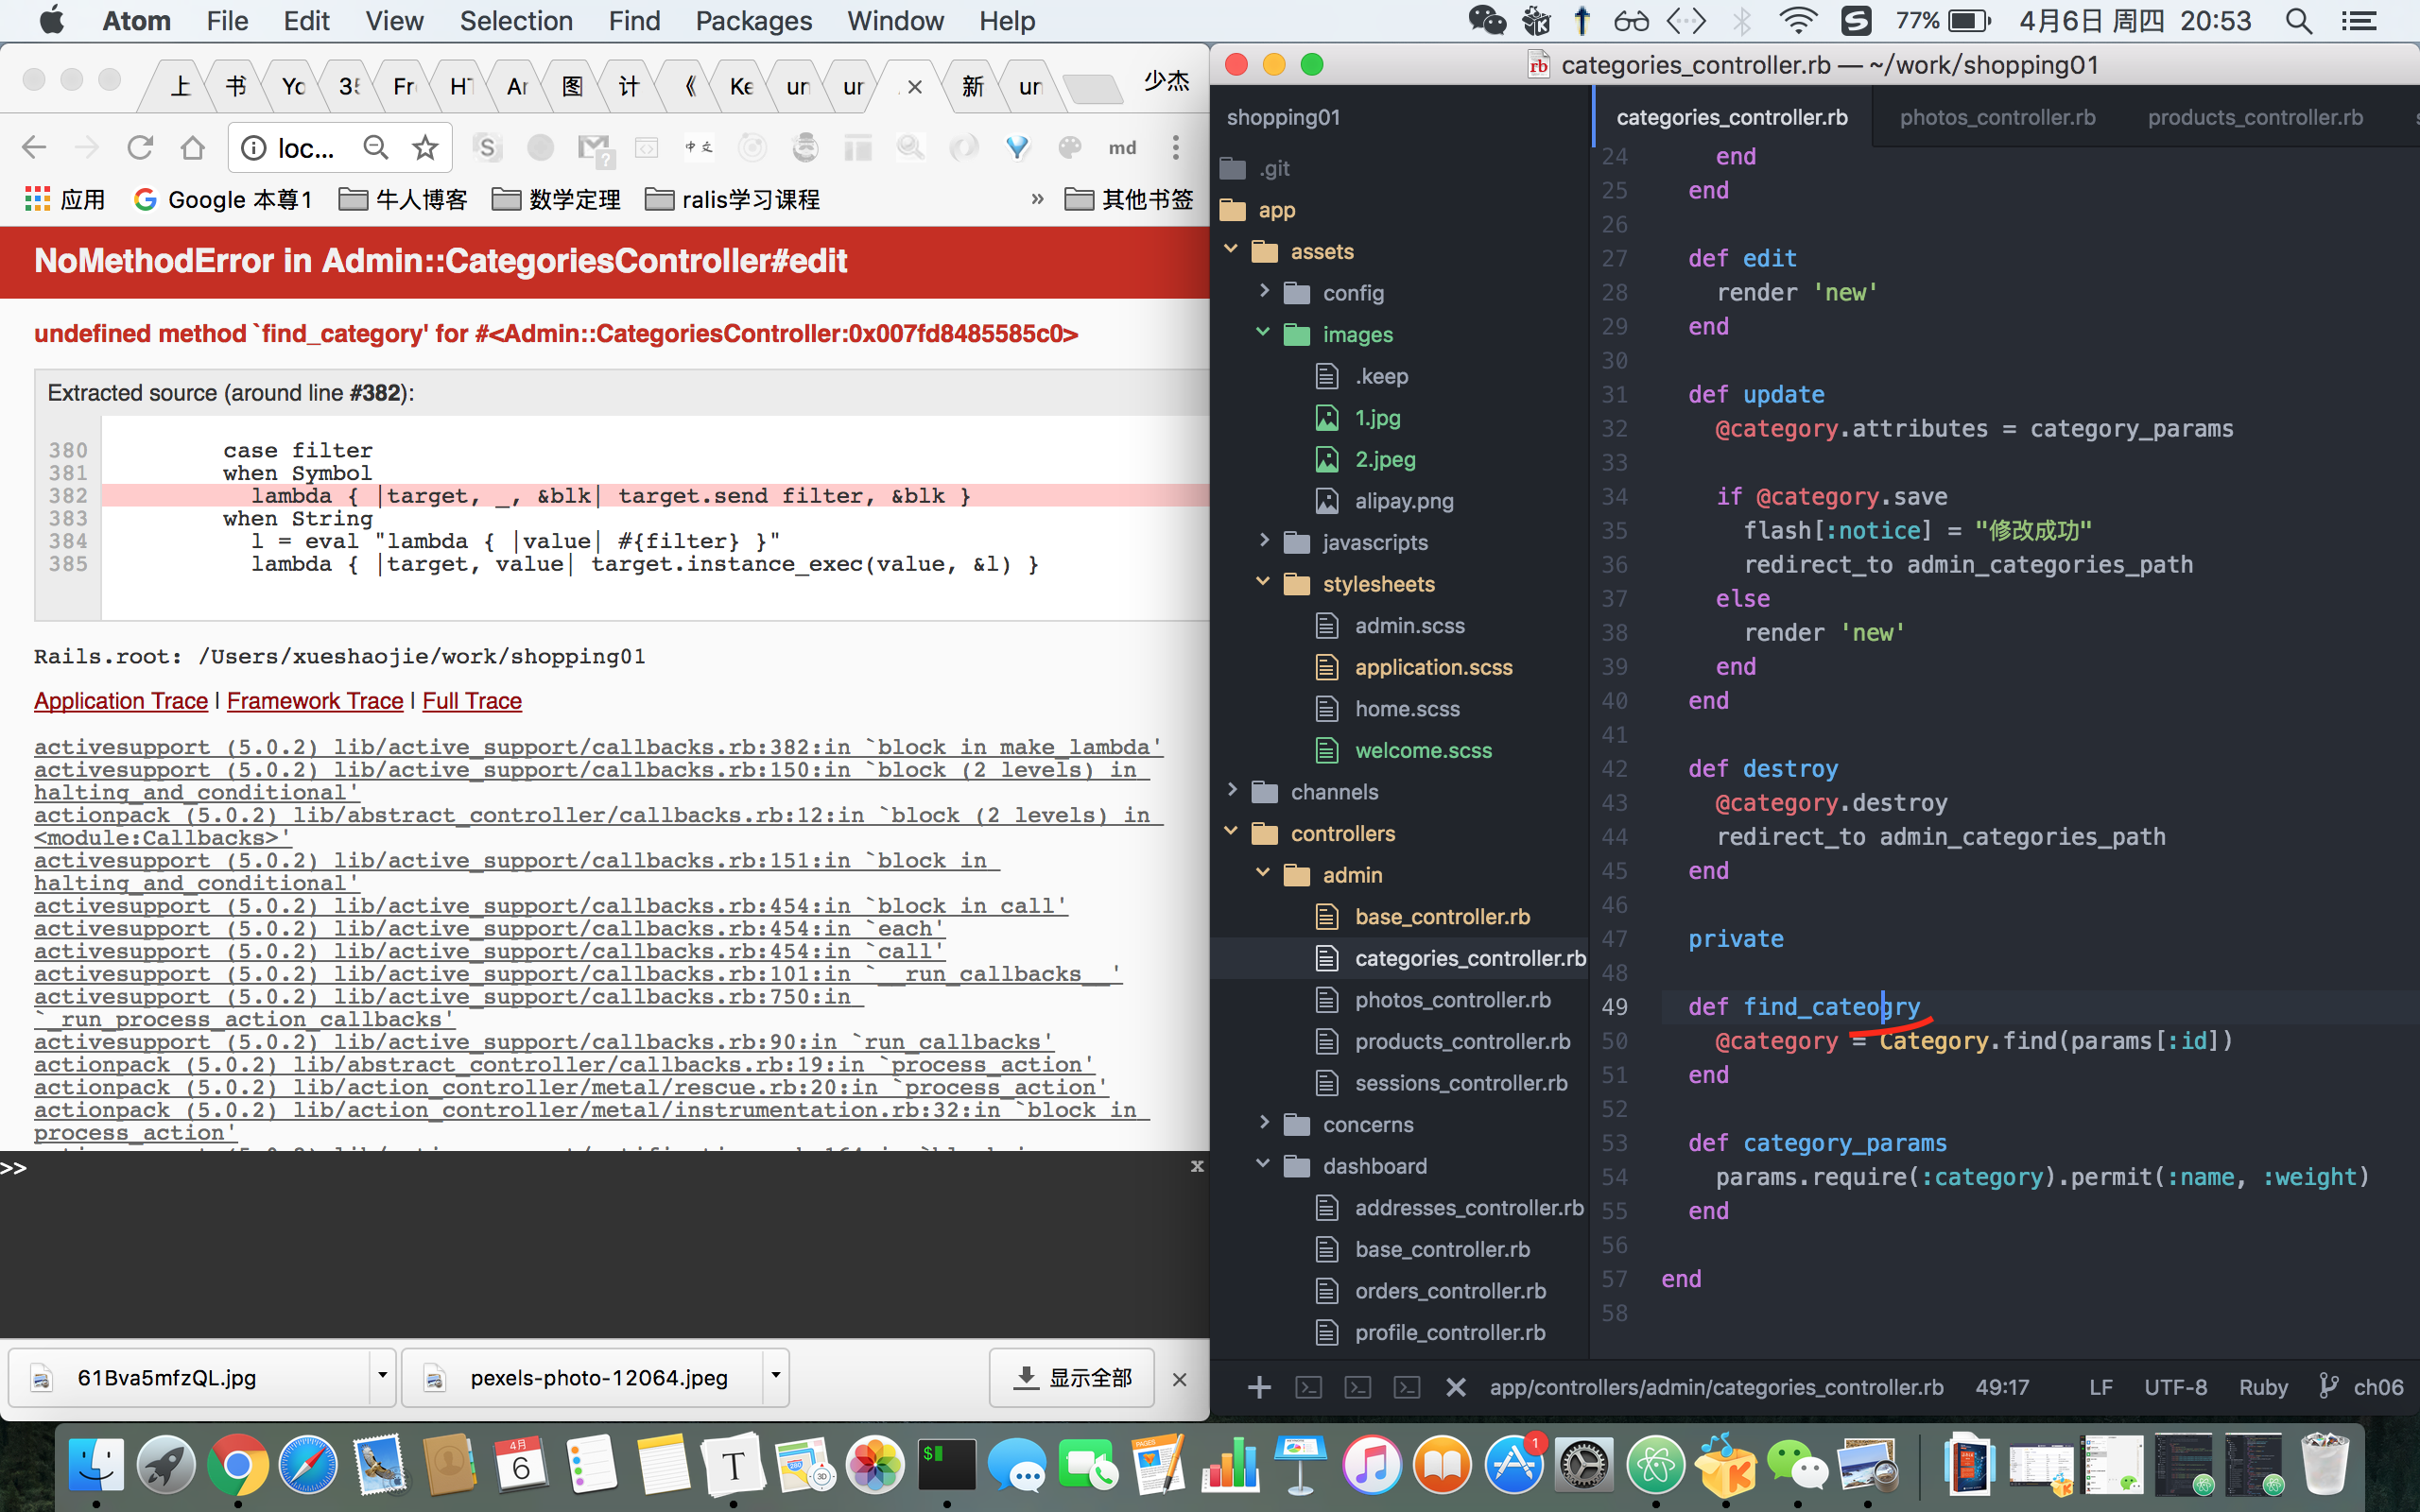 Atom File Edit View Selection Find Packages Window Help 77% 4月6日 周四 20:53
上 书 Yo 35 Fr HT Ar 图 计 《 Ke un ur 新 un 少杰
loc... 中文 md
应用 Google 本尊1 牛人博客 数学定理 ralis学习课程 » 其他书签
NoMethodError in Admin::CategoriesController#edit
undefined method `find_category' for #<Admin::CategoriesController:0x007fd8485585c0>
Extracted source (around line #382):
380 case filter
381 when Symbol
382 lambda { |target, _, &blk| target.send filter, &blk }
383 when String
384 l = eval "lambda { |value| #{filter} }"
385 lambda { |target, value| target.instance_exec(value, &l) }
Rails.root: /Users/xueshaojie/work/shopping01
Application Trace | Framework Trace | Full Trace
activesupport (5.0.2) lib/active_support/callbacks.rb:382:in `block in make_lambda'
activesupport (5.0.2) lib/active_support/callbacks.rb:150:in `block (2 levels) in
halting_and_conditional'
actionpack (5.0.2) lib/abstract_controller/callbacks.rb:12:in `block (2 levels) in
<module:Callbacks>'
activesupport (5.0.2) lib/active_support/callbacks.rb:151:in `block in
halting_and_conditional'
activesupport (5.0.2) lib/active_support/callbacks.rb:454:in `block in call'
activesupport (5.0.2) lib/active_support/callbacks.rb:454:in `each'
activesupport (5.0.2) lib/active_support/callbacks.rb:454:in `call'
activesupport (5.0.2) lib/active_support/callbacks.rb:101:in `__run_callbacks__'
activesupport (5.0.2) lib/active_support/callbacks.rb:750:in
`_run_process_action_callbacks'
activesupport (5.0.2) lib/active_support/callbacks.rb:90:in `run_callbacks'
actionpack (5.0.2) lib/abstract_controller/callbacks.rb:19:in `process_action'
actionpack (5.0.2) lib/action_controller/metal/rescue.rb:20:in `process_action'
actionpack (5.0.2) lib/action_controller/metal/instrumentation.rb:32:in `block in
process_action'
>> x
61Bva5mfzQL.jpg pexels-photo-12064.jpeg 显示全部
categories_controller.rb — ~/work/shopping01
shopping01
.git
app
assets
config
images
.keep
1.jpg
2.jpeg
alipay.png
javascripts
stylesheets
admin.scss
application.scss
home.scss
welcome.scss
channels
controllers
admin
base_controller.rb
categories_controller.rb
photos_controller.rb
products_controller.rb
sessions_controller.rb
concerns
dashboard
addresses_controller.rb
base_controller.rb
orders_controller.rb
profile_controller.rb
categories_controller.rb photos_controller.rb products_controller.rb s
24 end
25 end
26
27 def edit
28 render 'new'
29 end
30
31 def update
32 @category.attributes = category_params
33
34 if @category.save
35 flash[:notice] = "修改成功"
36 redirect_to admin_categories_path
37 else
38 render 'new'
39 end
40 end
41
42 def destroy
43 @category.destroy
44 redirect_to admin_categories_path
45 end
46
47 private
48
49 def find_cateogry
50 @category = Category.find(params[:id])
51 end
52
53 def category_params
54 params.require(:category).permit(:name, :weight)
55 end
56
57 end
58
app/controllers/admin/categories_controller.rb 49:17 LF UTF-8 Ruby ch06
4月
6
T
3D
$
PAGES
1
K